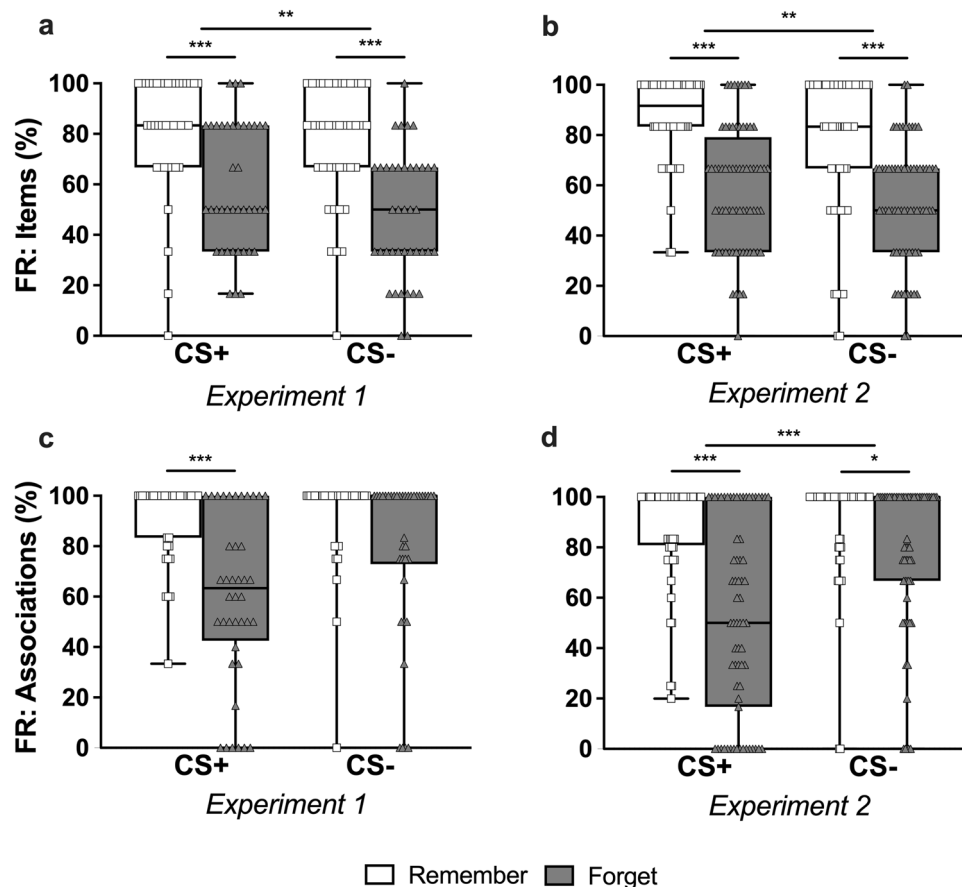 a
**
***
***
FR: Items (%)
100
80
60
40
20
0
CS+
CS-
Experiment 1
b
**
***
***
100
80
60
40
20
0
CS+
CS-
Experiment 2
c
***
FR: Associations (%)
100
80
60
40
20
0
CS+
CS-
Experiment 1
d
***
***
*
100
80
60
40
20
0
CS+
CS-
Experiment 2
Remember Forget